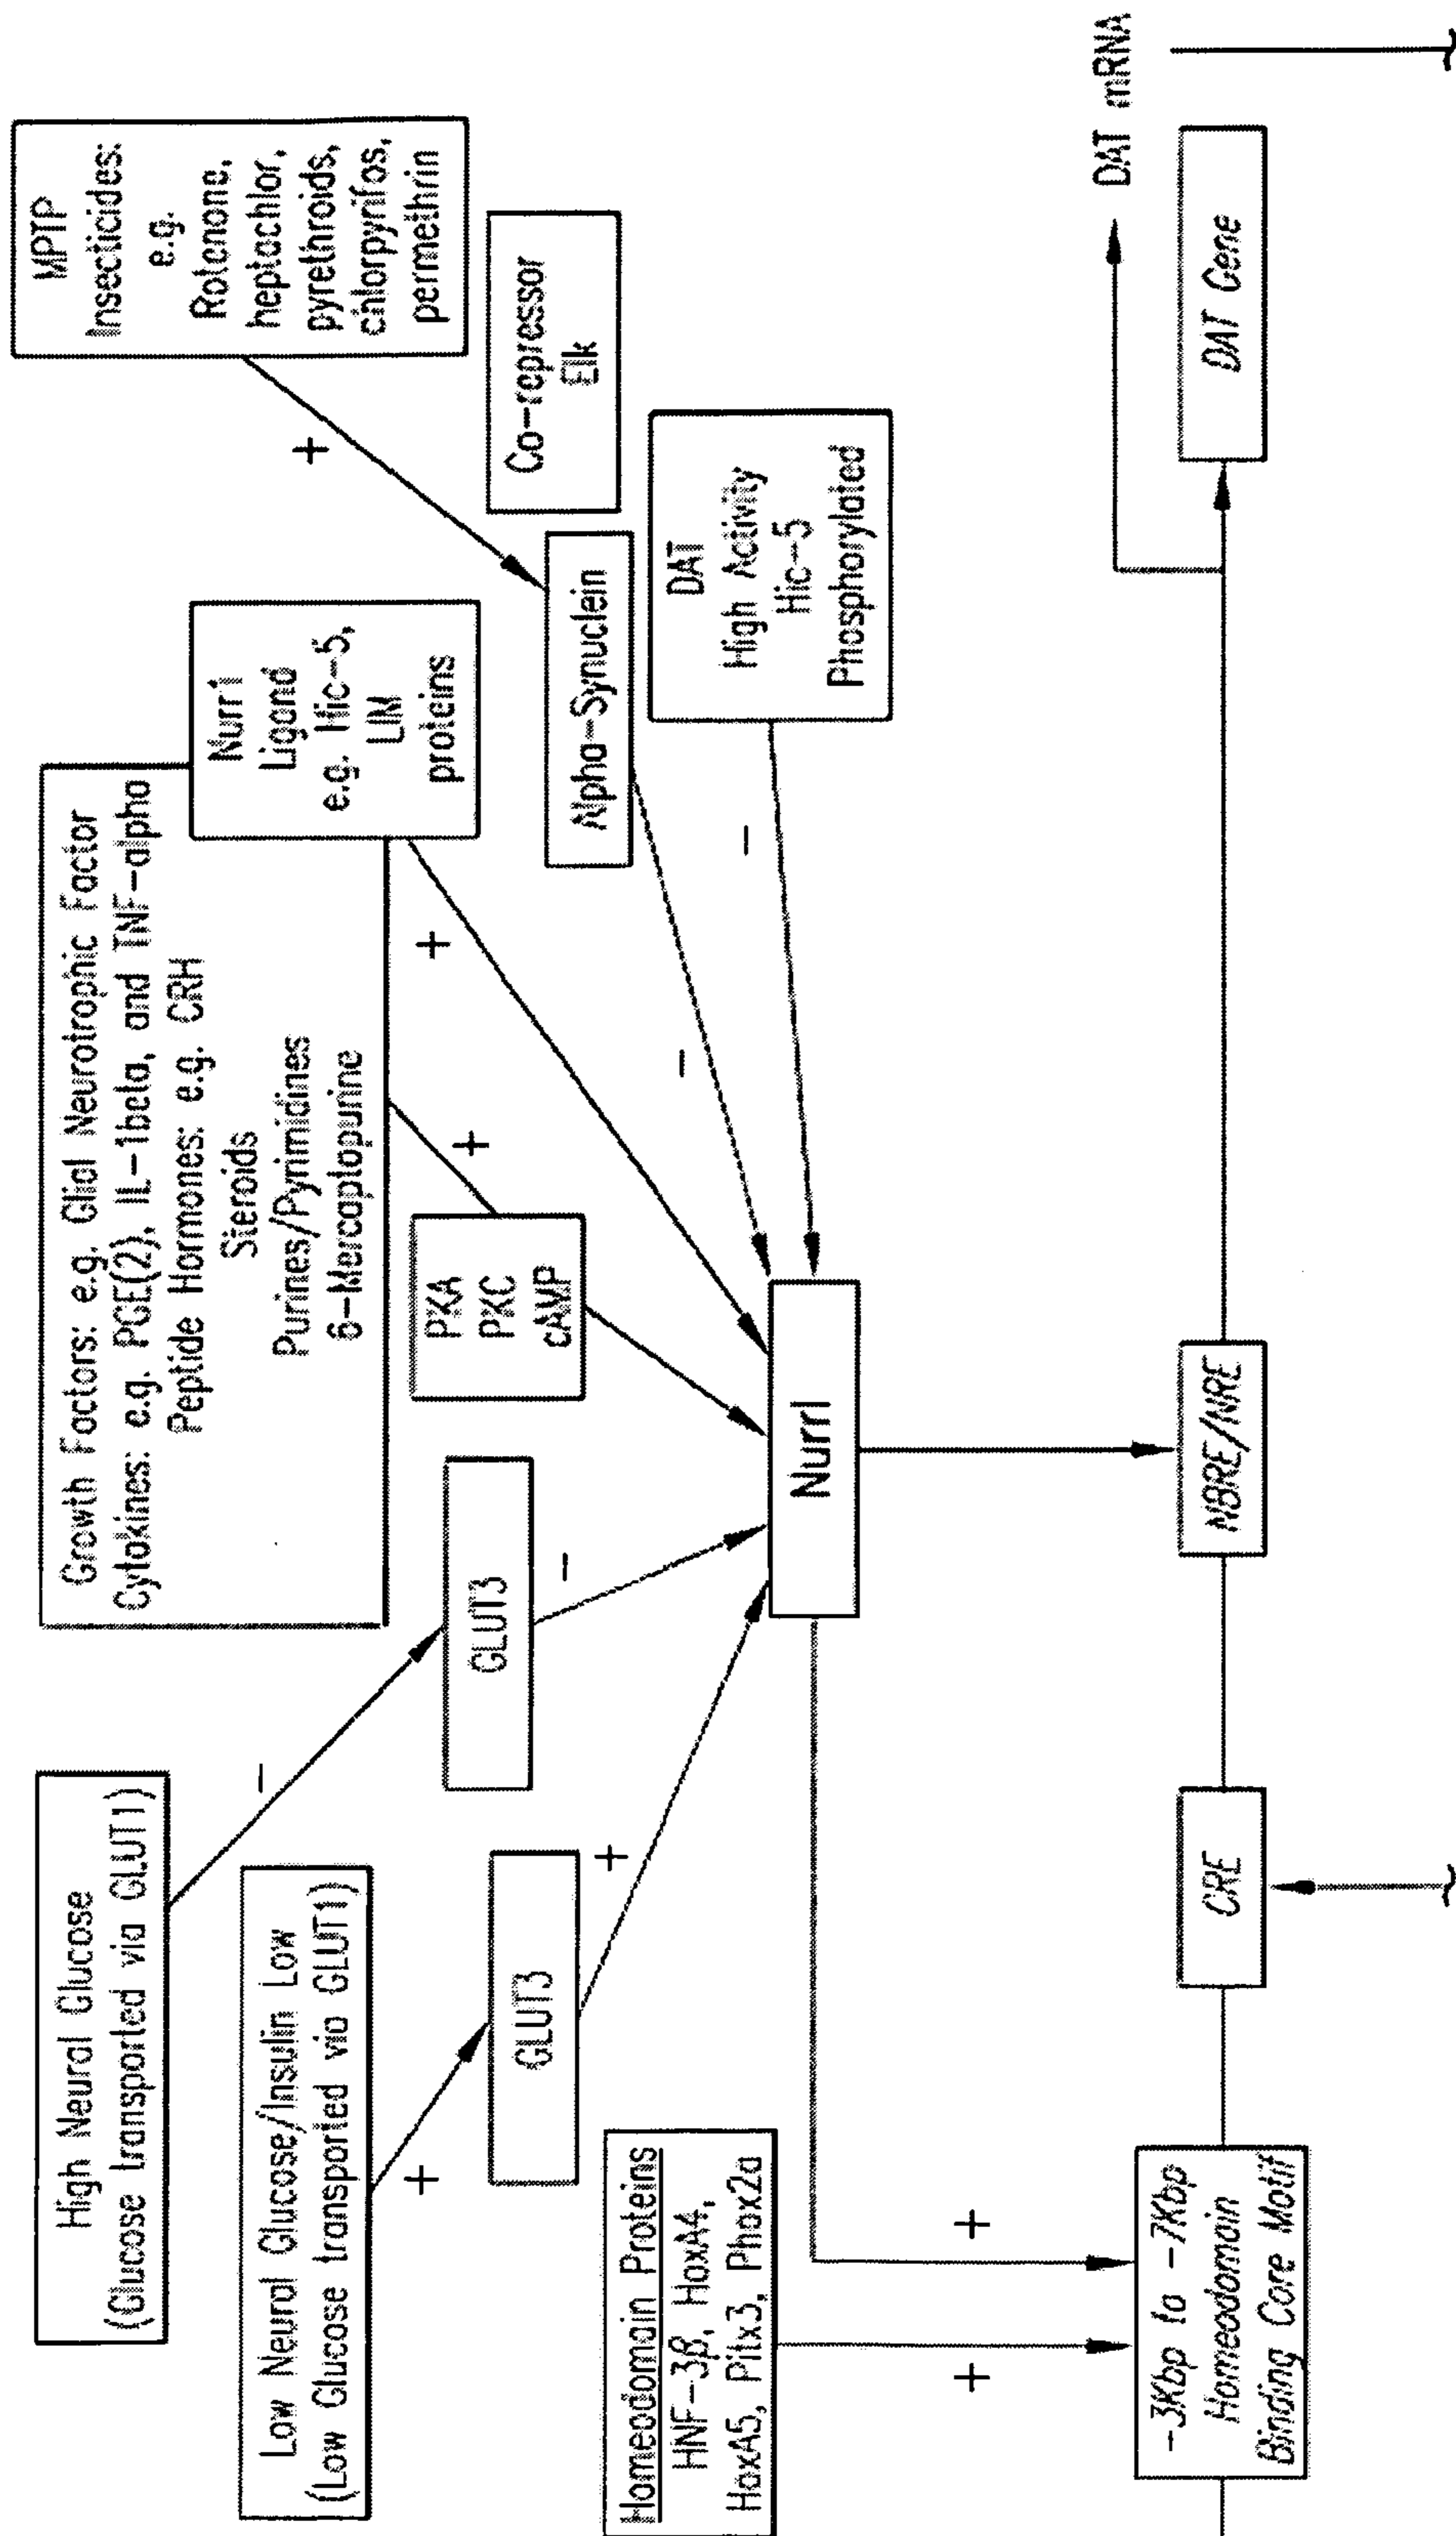 High Neural Glucose
(Glucose transported via GLUT1)
Low Neural Glucose/Insulin Low
(Low Glucose transported via GLUT1)
Growth Factors: e.g. Glial Neurotrophic Factor
Cytokines: e.g. PGE(2), IL-1beta, and TNF-alpha
Peptide Hormones: e.g. CRH
Steroids
Purines/Pyrimidines
6-Mercaptopurine
Nurr1
Ligand
e.g. Hic-5,
LIM
proteins
MPTP
Insecticides:
e.g.
Rotenone,
heptachlor,
pyrethroids,
chlorpyrifos,
permethrin
-
+
+
+
+
GLUT3
GLUT3
PKA
PKC
cAMP
Alpha-Synuclein
Co-repressor
Elk
DAT
High Activity
Hic-5
Phosphorylated
+
-
-
-
Homeodomain Proteins
HNF-3β, HoxA4,
HoxA5, Pitx3, Phox2a
Nurr1
+
+
-3Kbp to -7Kbp
Homeodomain
Binding Core Motif
CRE
NBRE/NRE
DAT Gene
DAT mRNA